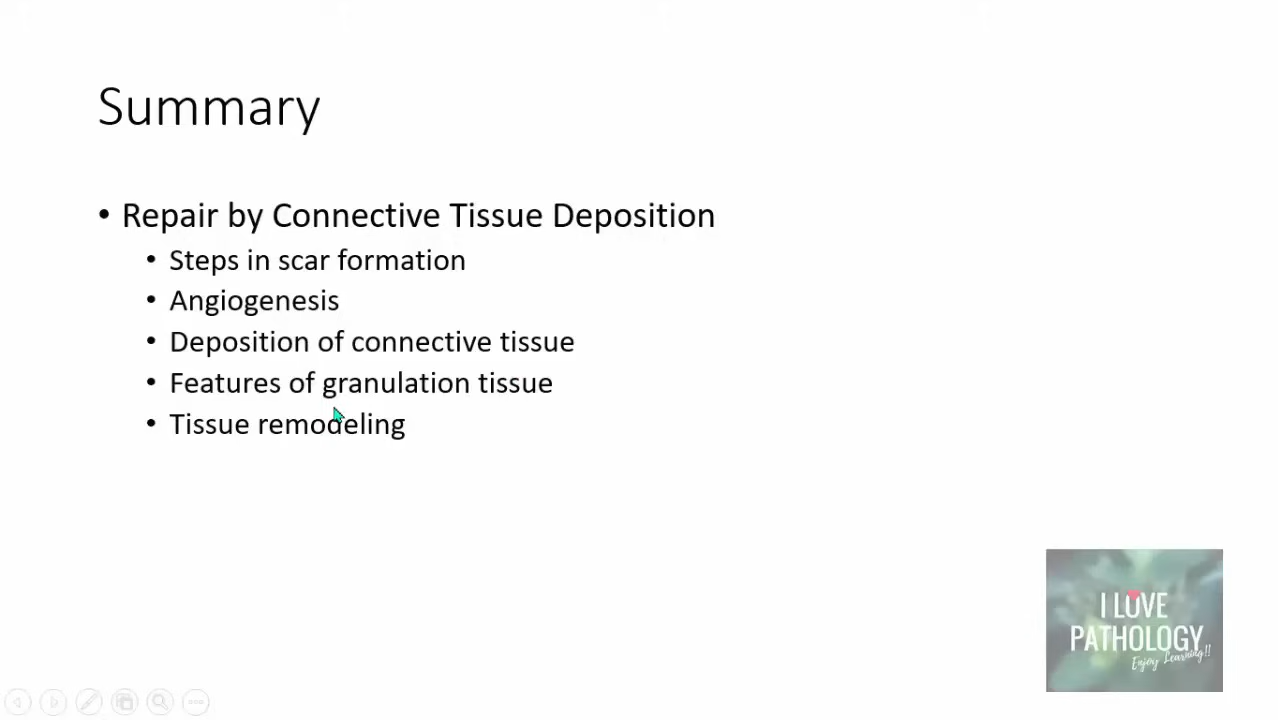 Summary
• Repair by Connective Tissue Deposition
• Steps in scar formation
• Angiogenesis
• Deposition of connective tissue
• Features of granulation tissue
• Tissue remodeling
I LOVE
PATHOLOGY
Enjoy Learning!!